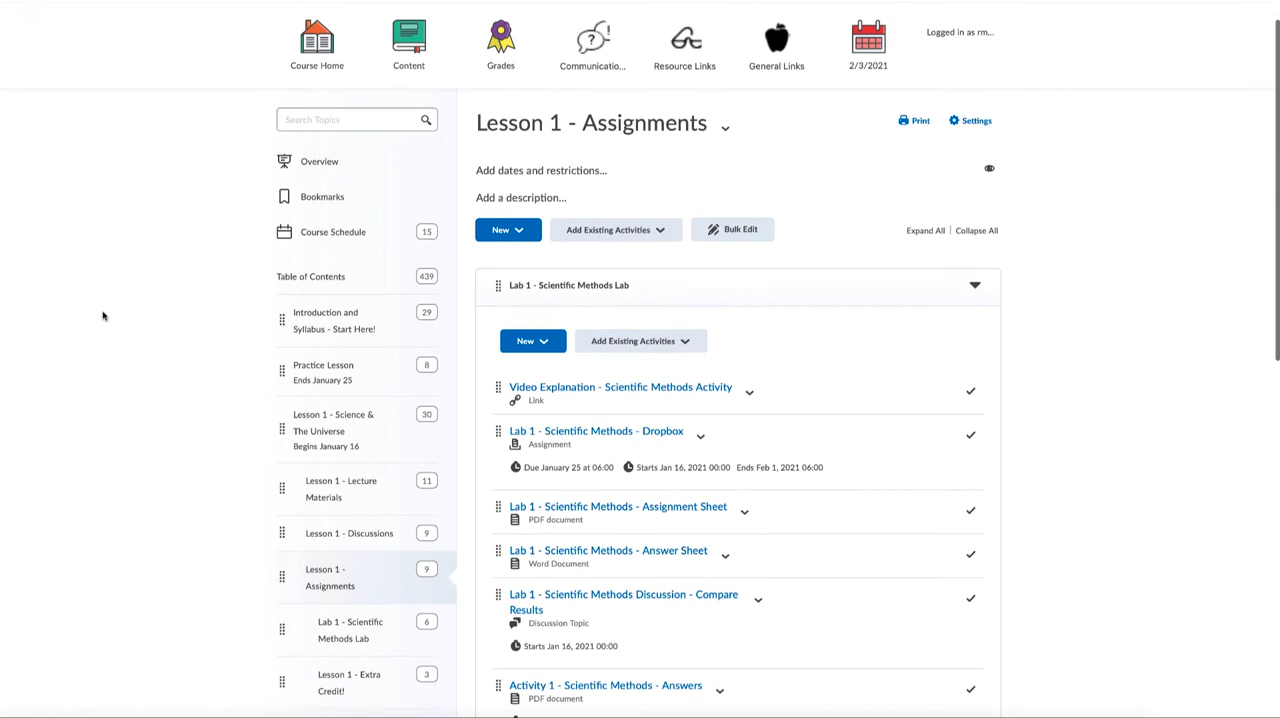 Course Home
Content
Grades
Communicatio...
Resource Links
General Links
2/3/2021
Logged in as rm...
Search Topics
Overview
Bookmarks
Course Schedule 15
Table of Contents 439
Introduction and 29
Syllabus - Start Here!
Practice Lesson 8
Ends January 25
Lesson 1 - Science & 30
The Universe
Begins January 16
Lesson 1 - Lecture 11
Materials
Lesson 1 - Discussions 9
Lesson 1 - 9
Assignments
Lab 1 - Scientific 6
Methods Lab
Lesson 1 - Extra 3
Credit!
Lesson 1 - Assignments
Print Settings
Add dates and restrictions...
Add a description...
New Add Existing Activities Bulk Edit
Expand All | Collapse All
Lab 1 - Scientific Methods Lab
New Add Existing Activities
Video Explanation - Scientific Methods Activity
Link
Lab 1 - Scientific Methods - Dropbox
Assignment
Due January 25 at 06:00 Starts Jan 16, 2021 00:00 Ends Feb 1, 2021 06:00
Lab 1 - Scientific Methods - Assignment Sheet
PDF document
Lab 1 - Scientific Methods - Answer Sheet
Word Document
Lab 1 - Scientific Methods Discussion - Compare
Results
Discussion Topic
Starts Jan 16, 2021 00:00
Activity 1 - Scientific Methods - Answers
PDF document